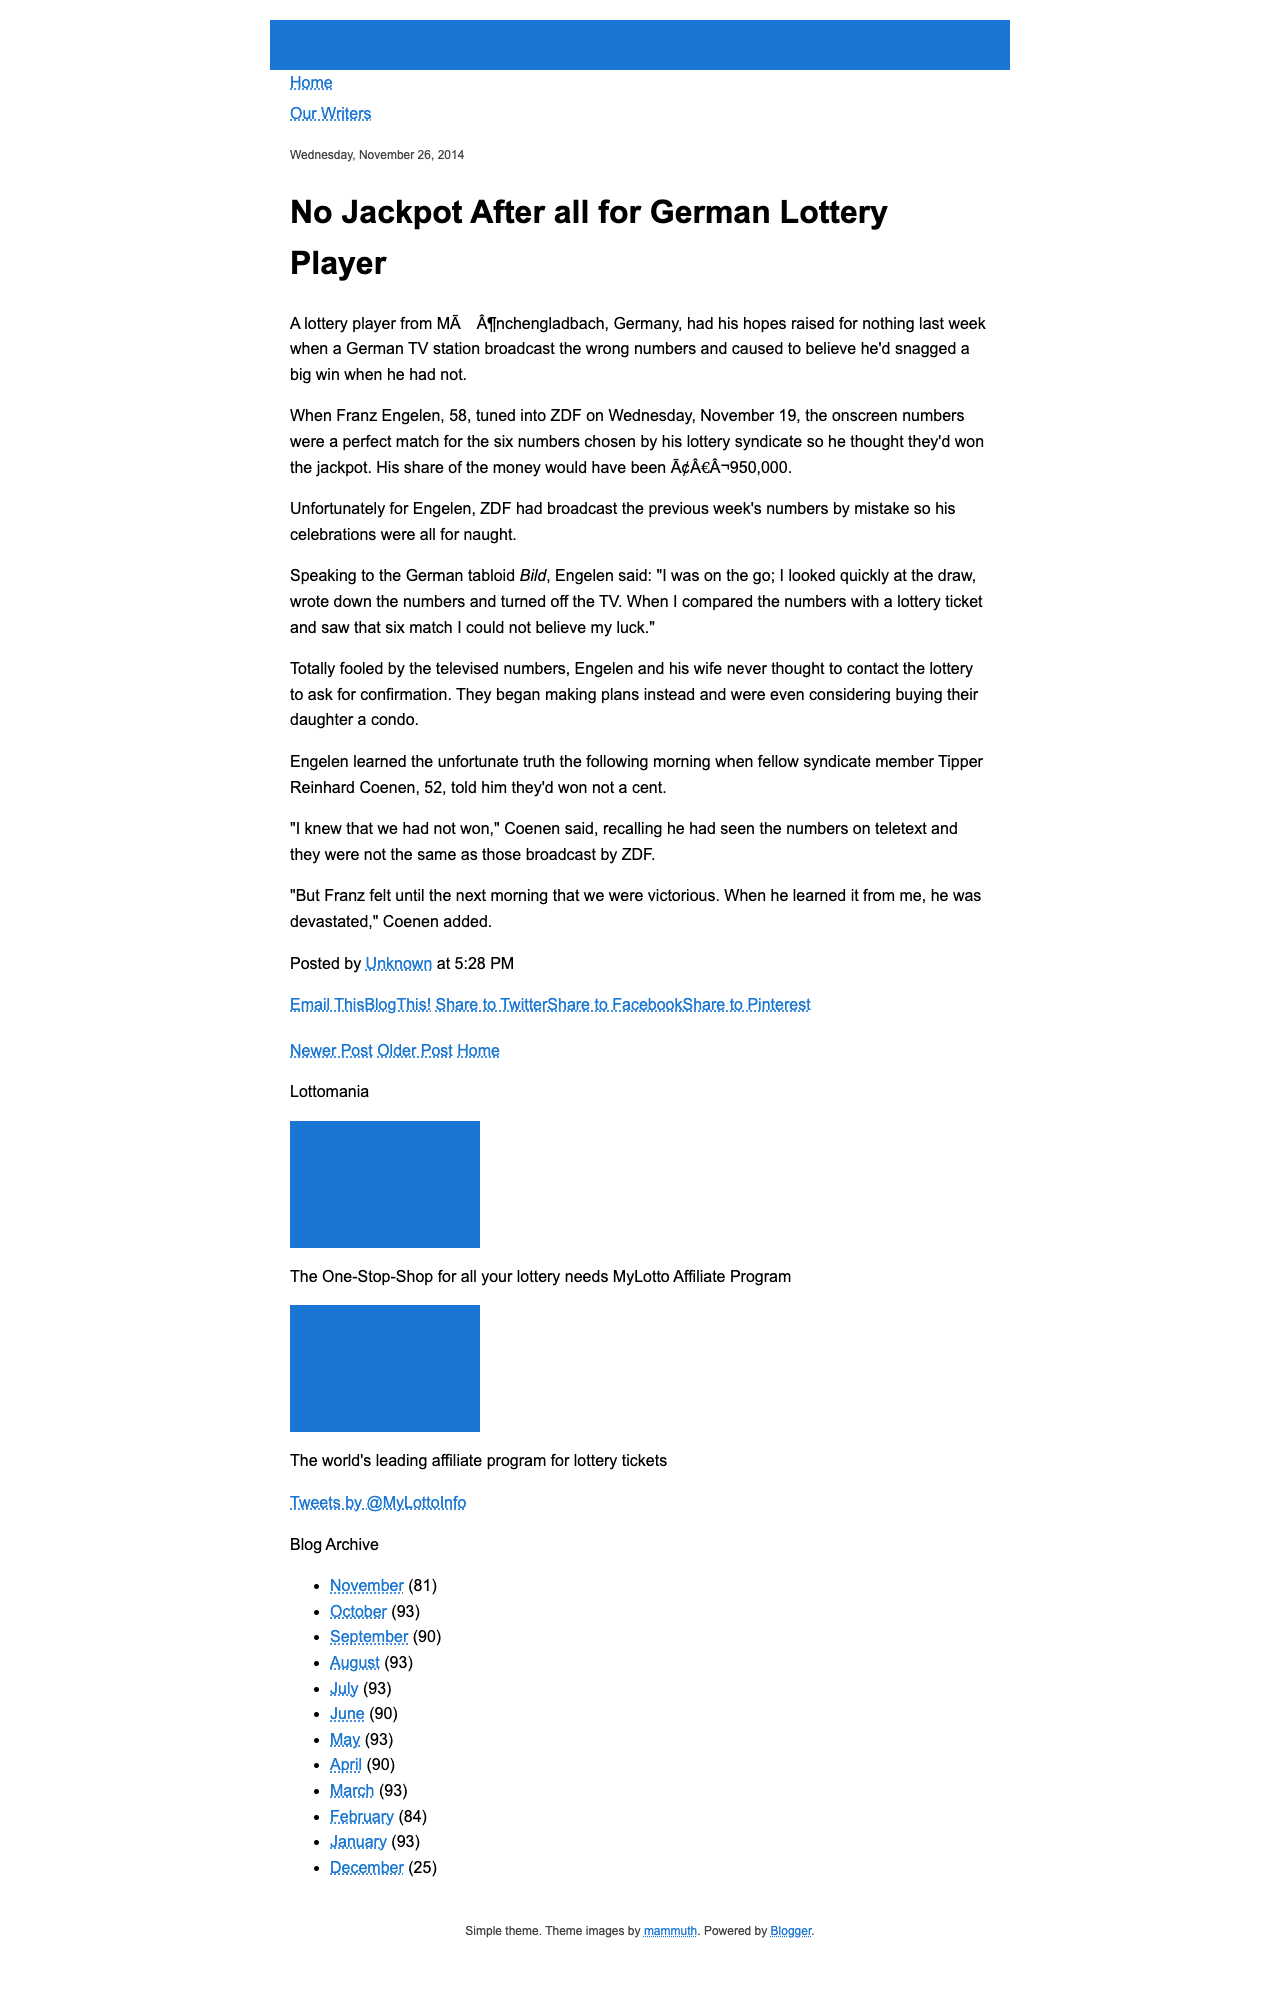 Home
Our Writers
Wednesday, November 26, 2014
No Jackpot After all for German Lottery
Player
A lottery player from MÃ Â¶nchengladbach, Germany, had his hopes raised for nothing last week
when a German TV station broadcast the wrong numbers and caused to believe he'd snagged a
big win when he had not.
When Franz Engelen, 58, tuned into ZDF on Wednesday, November 19, the onscreen numbers
were a perfect match for the six numbers chosen by his lottery syndicate so he thought they'd won
the jackpot. His share of the money would have been Ã¢Â€Â¬950,000.
Unfortunately for Engelen, ZDF had broadcast the previous week's numbers by mistake so his
celebrations were all for naught.
Speaking to the German tabloid Bild, Engelen said: "I was on the go; I looked quickly at the draw,
wrote down the numbers and turned off the TV. When I compared the numbers with a lottery ticket
and saw that six match I could not believe my luck."
Totally fooled by the televised numbers, Engelen and his wife never thought to contact the lottery
to ask for confirmation. They began making plans instead and were even considering buying their
daughter a condo.
Engelen learned the unfortunate truth the following morning when fellow syndicate member Tipper
Reinhard Coenen, 52, told him they'd won not a cent.
"I knew that we had not won," Coenen said, recalling he had seen the numbers on teletext and
they were not the same as those broadcast by ZDF.
"But Franz felt until the next morning that we were victorious. When he learned it from me, he was
devastated," Coenen added.
Posted by Unknown at 5:28 PM
Email ThisBlogThis! Share to TwitterShare to FacebookShare to Pinterest
Newer Post Older Post Home
Lottomania
The One-Stop-Shop for all your lottery needs MyLotto Affiliate Program
The world's leading affiliate program for lottery tickets
Tweets by @MyLottoInfo
Blog Archive
• November (81)
• October (93)
• September (90)
• August (93)
• July (93)
• June (90)
• May (93)
• April (90)
• March (93)
• February (84)
• January (93)
• December (25)
Simple theme. Theme images by mammuth. Powered by Blogger.